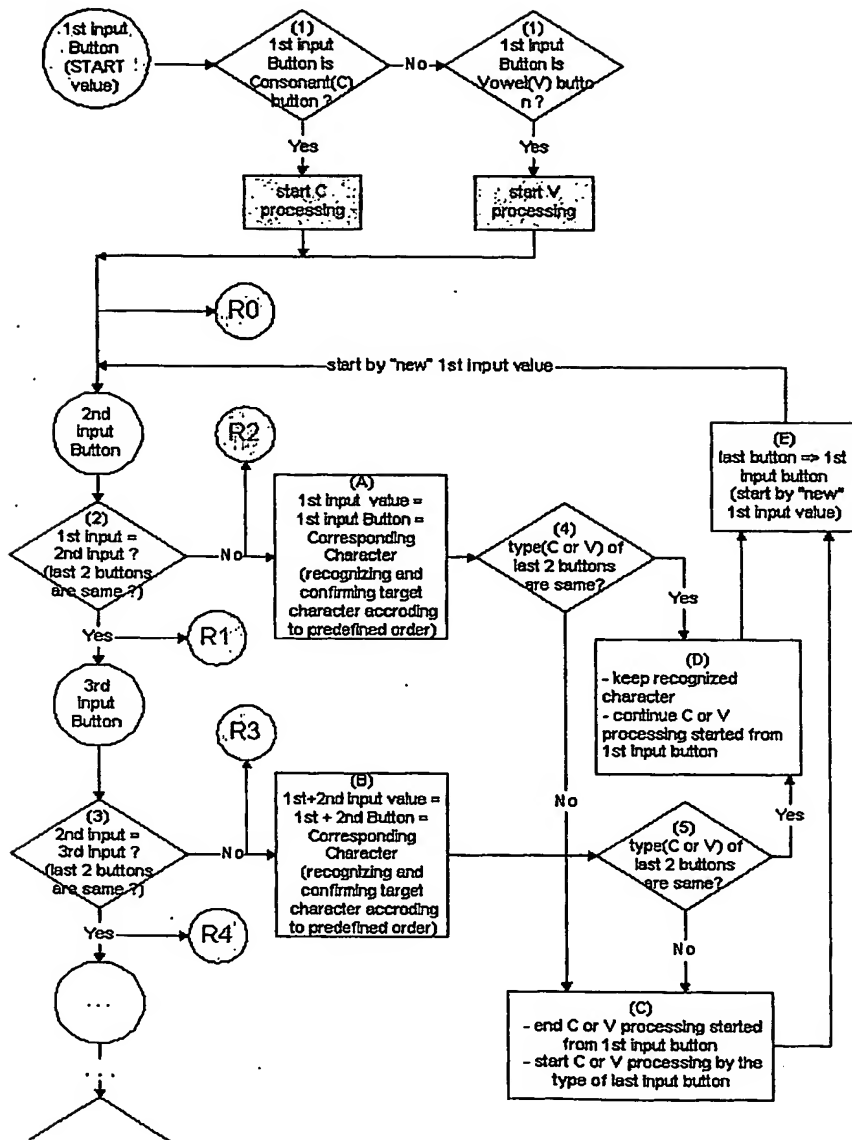 1st input
Button
(START
value)
(1)
1st input
Button is
Consonant(C)
button ?
No
(1)
1st input
Button is
Vowel(V) butto
n ?
Yes
Yes
start C
processing
start V
processing
R0
start by "new" 1st input value
2nd
input
Button
R2
(A)
1st input value =
1st input Button =
Corresponding
Character
(recognizing and
confirming target
character accroding
to predefined order)
(E)
last button => 1st
input button
(start by "new"
1st input value)
(2)
1st input =
2nd input ?
(last 2 buttons
are same ?)
No
(4)
type(C or V) of
last 2 buttons
are same?
Yes
Yes
R1
(D)
- keep recognized
character
- continue C or V
processing started from
1st input button
3rd
input
Button
R3
(B)
1st+2nd input value =
1st + 2nd Button =
Corresponding
Character
(recognizing and
confirming target
character accroding
to predefined order)
No
(3)
2nd input =
3rd input ?
(last 2 buttons
are same ?)
No
(5)
type(C or V) of
last 2 buttons
are same?
Yes
Yes
R4
No
...
(C)
- end C or V processing started
from 1st input button
- start C or V processing by the
type of last input button
...